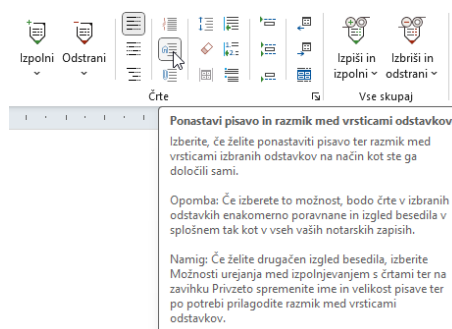 Izpolni Odstrani
Izpiši in izpolni
Izbriši in odstrani
Črte
Vse skupaj
Ponastavi pisavo in razmik med vrsticami odstavkov
Izberite, če želite ponastaviti pisavo ter razmik med
vrsticami izbranih odstavkov na način kot ste ga
določili sami.
Opomba: Če izberete to možnost, bodo črte v izbranih
odstavkih enakomerno poravnane in izgled besedila v
splošnem tak kot v vseh vaših notarskih zapisih.
Namig: Če želite drugačen izgled besedila, izberite
Možnosti urejanja med izpolnjevanjem s črtami ter na
zavihku Privzeto spremenite ime in velikost pisave ter
po potrebi prilagodite razmik med vrsticami
odstavkov.